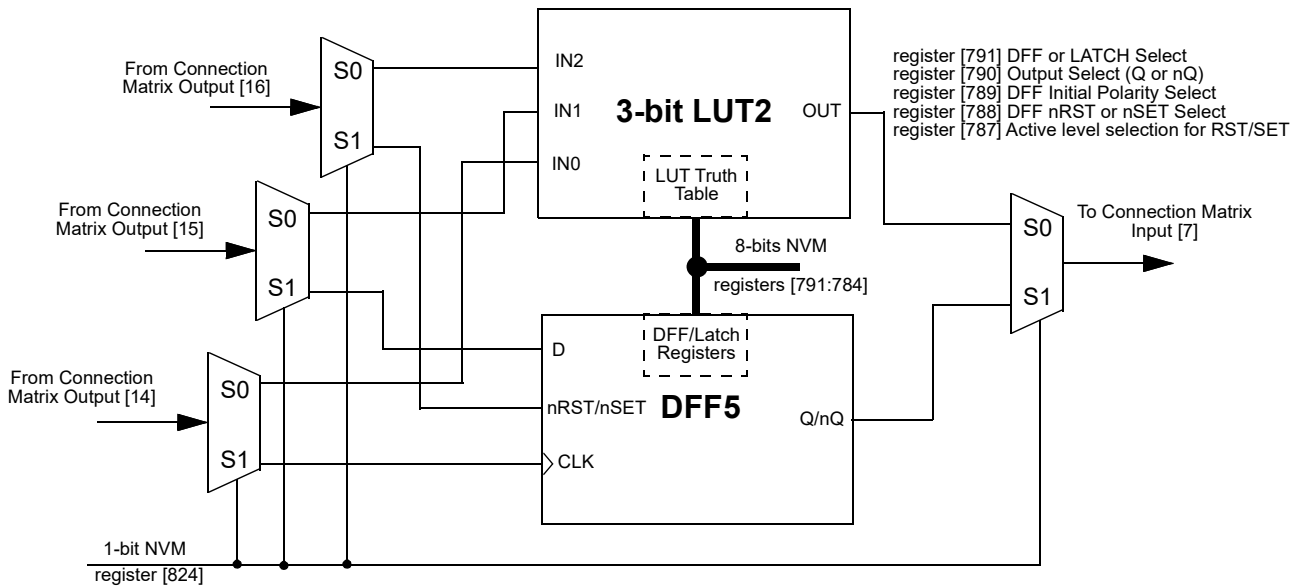 From Connection
Matrix Output [16]
S0
S1
IN2
IN1
IN0
3-bit LUT2
OUT
LUT Truth
Table
register [791] DFF or LATCH Select
register [790] Output Select (Q or nQ)
register [789] DFF Initial Polarity Select
register [788] DFF nRST or nSET Select
register [787] Active level selection for RST/SET
From Connection
Matrix Output [15]
S0
S1
8-bits NVM
registers [791:784]
To Connection Matrix
Input [7]
S0
S1
From Connection
Matrix Output [14]
S0
S1
D
nRST/nSET
CLK
DFF/Latch
Registers
DFF5
Q/nQ
1-bit NVM
register [824]